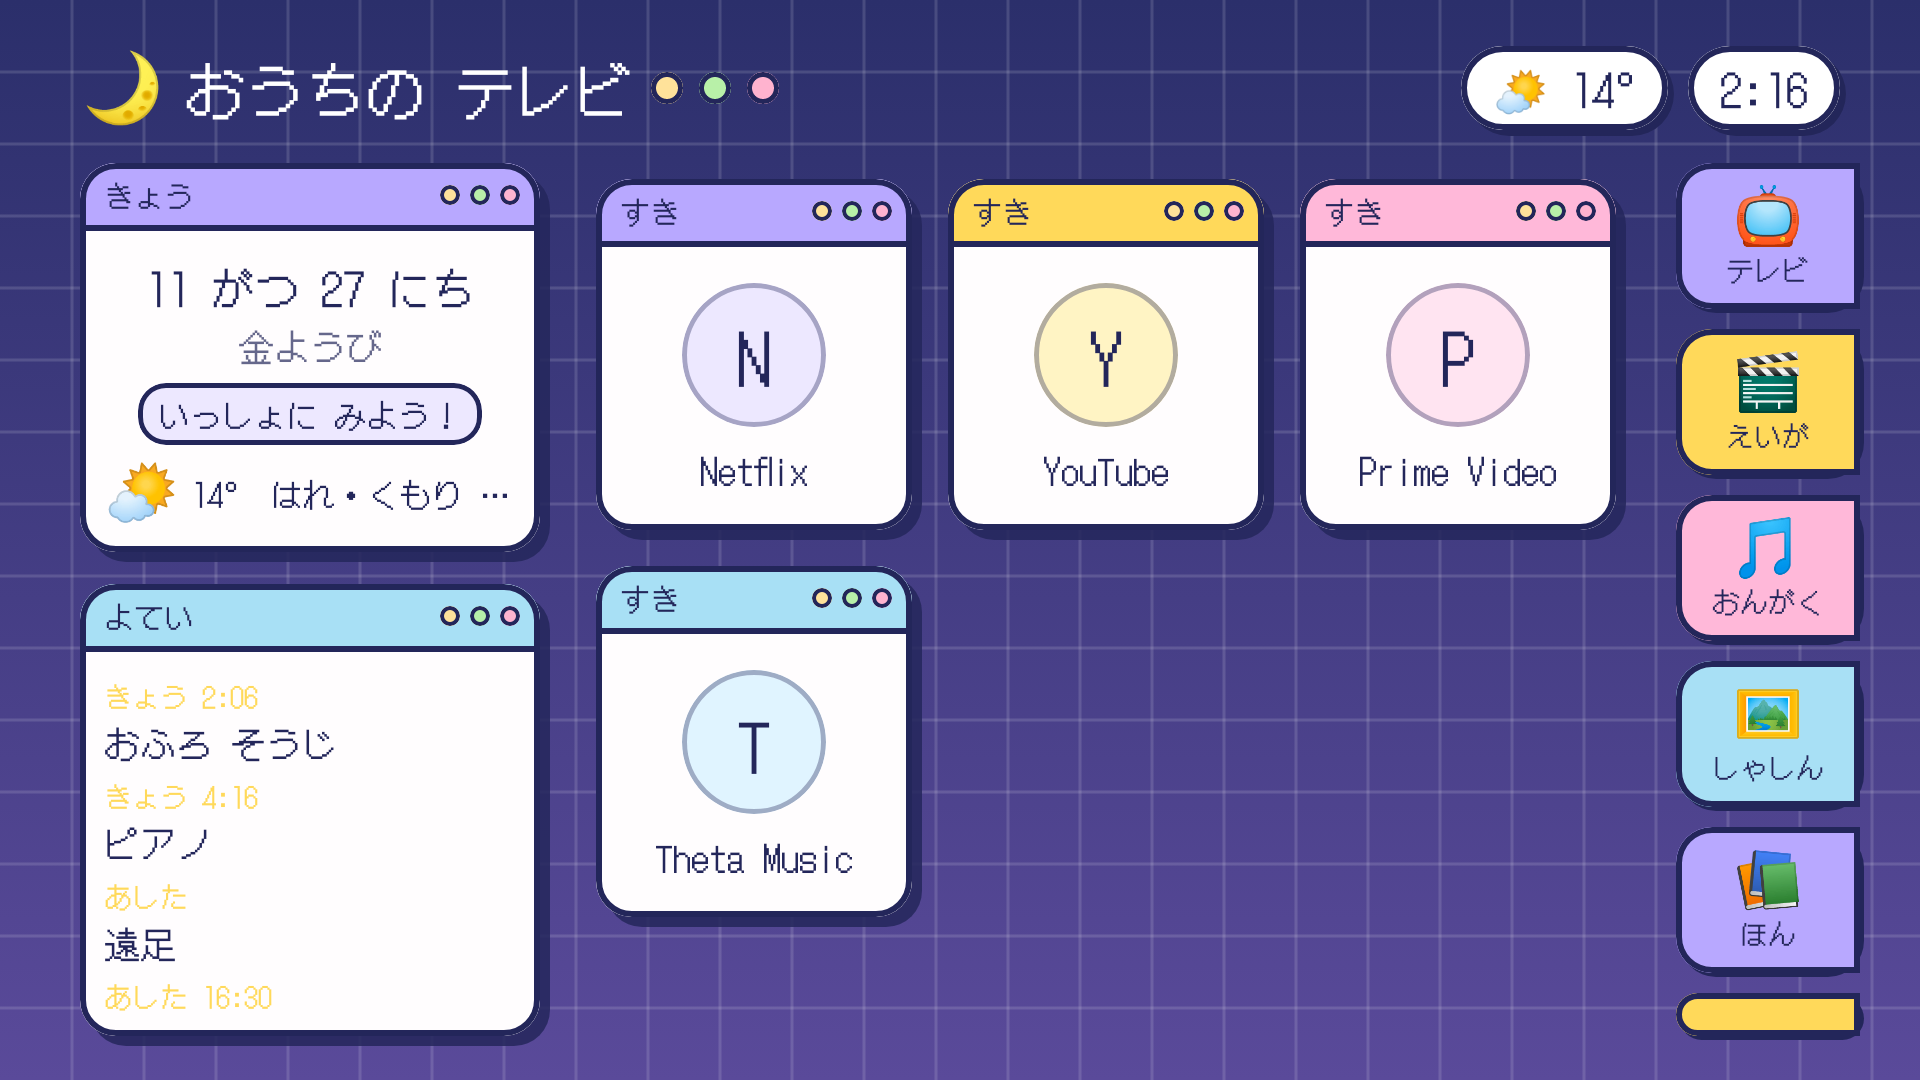 おうちの テレビ
14°
2:16
きょう
11 がつ 27 にち
金ようび
いっしょに みよう！
14° はれ・くもり …
よてい
きょう 2:06
おふろ そうじ
きょう 4:16
ピアノ
あした
遠足
あした 16:30
すき
N
Netflix
すき
Y
YouTube
すき
P
Prime Video
すき
T
Theta Music
テレビ
えいが
おんがく
しゃしん
ほん